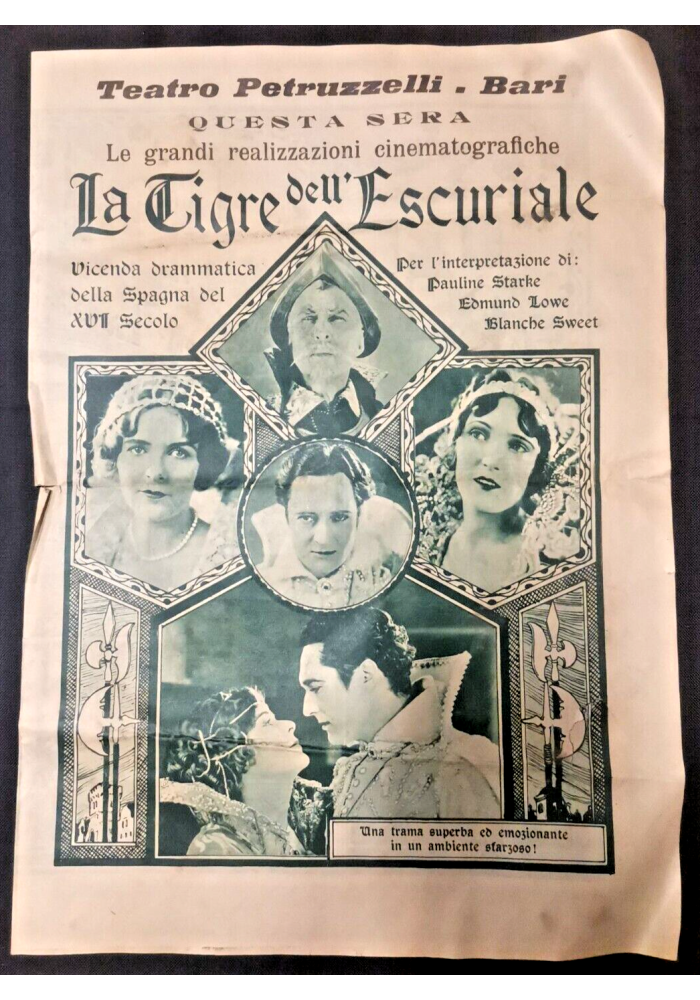 Teatro Petruzzelli . Bari
QUESTA SERA
Le grandi realizzazioni cinematografiche
La Tigre dell'Escuriale
Vicenda drammatica
della Spagna del
XVI Secolo
Per l'interpretazione di:
Pauline Starke
Edmund Lowe
Blanche Sweet
Una trama superba ed emozionante
in un ambiente sfarzoso!